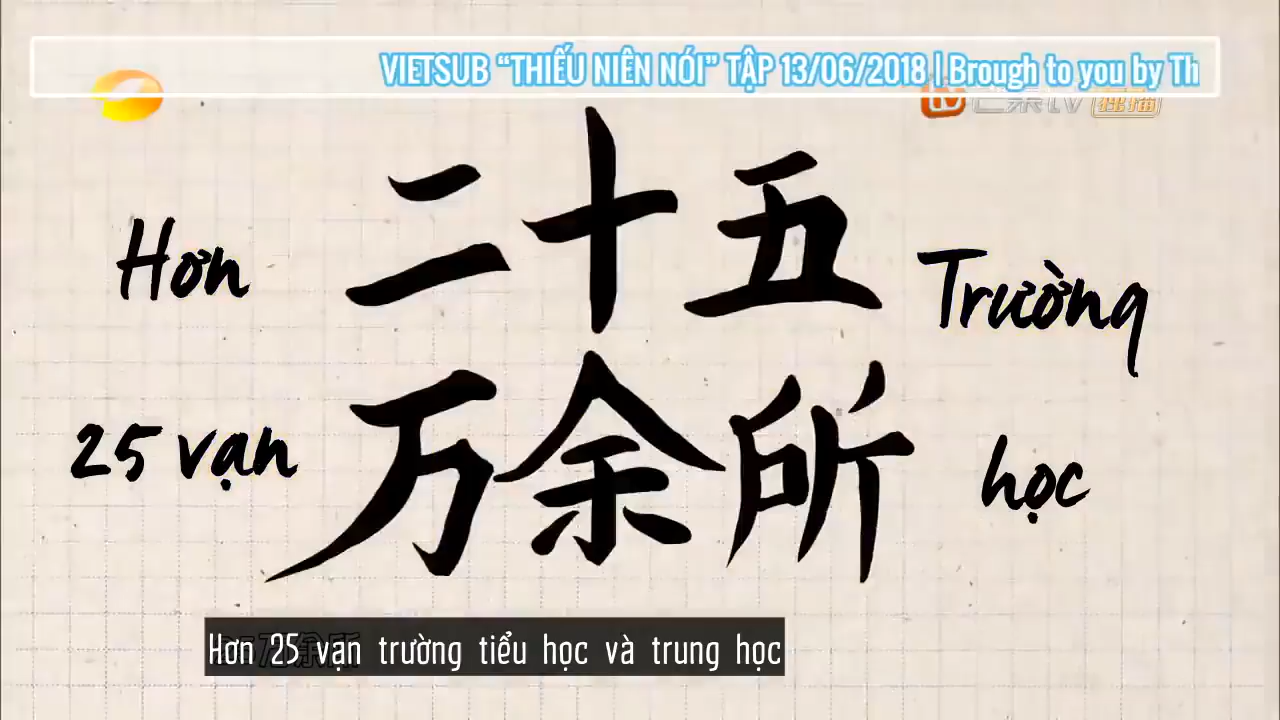 VIETSUB “THIẾU NIÊN NÓI” TẬP 13/06/2018 | Brough to you by Th
二十五
Hơn
Trường
万余所
25 vạn
học
Hơn 25 vạn trường tiểu học và trung học